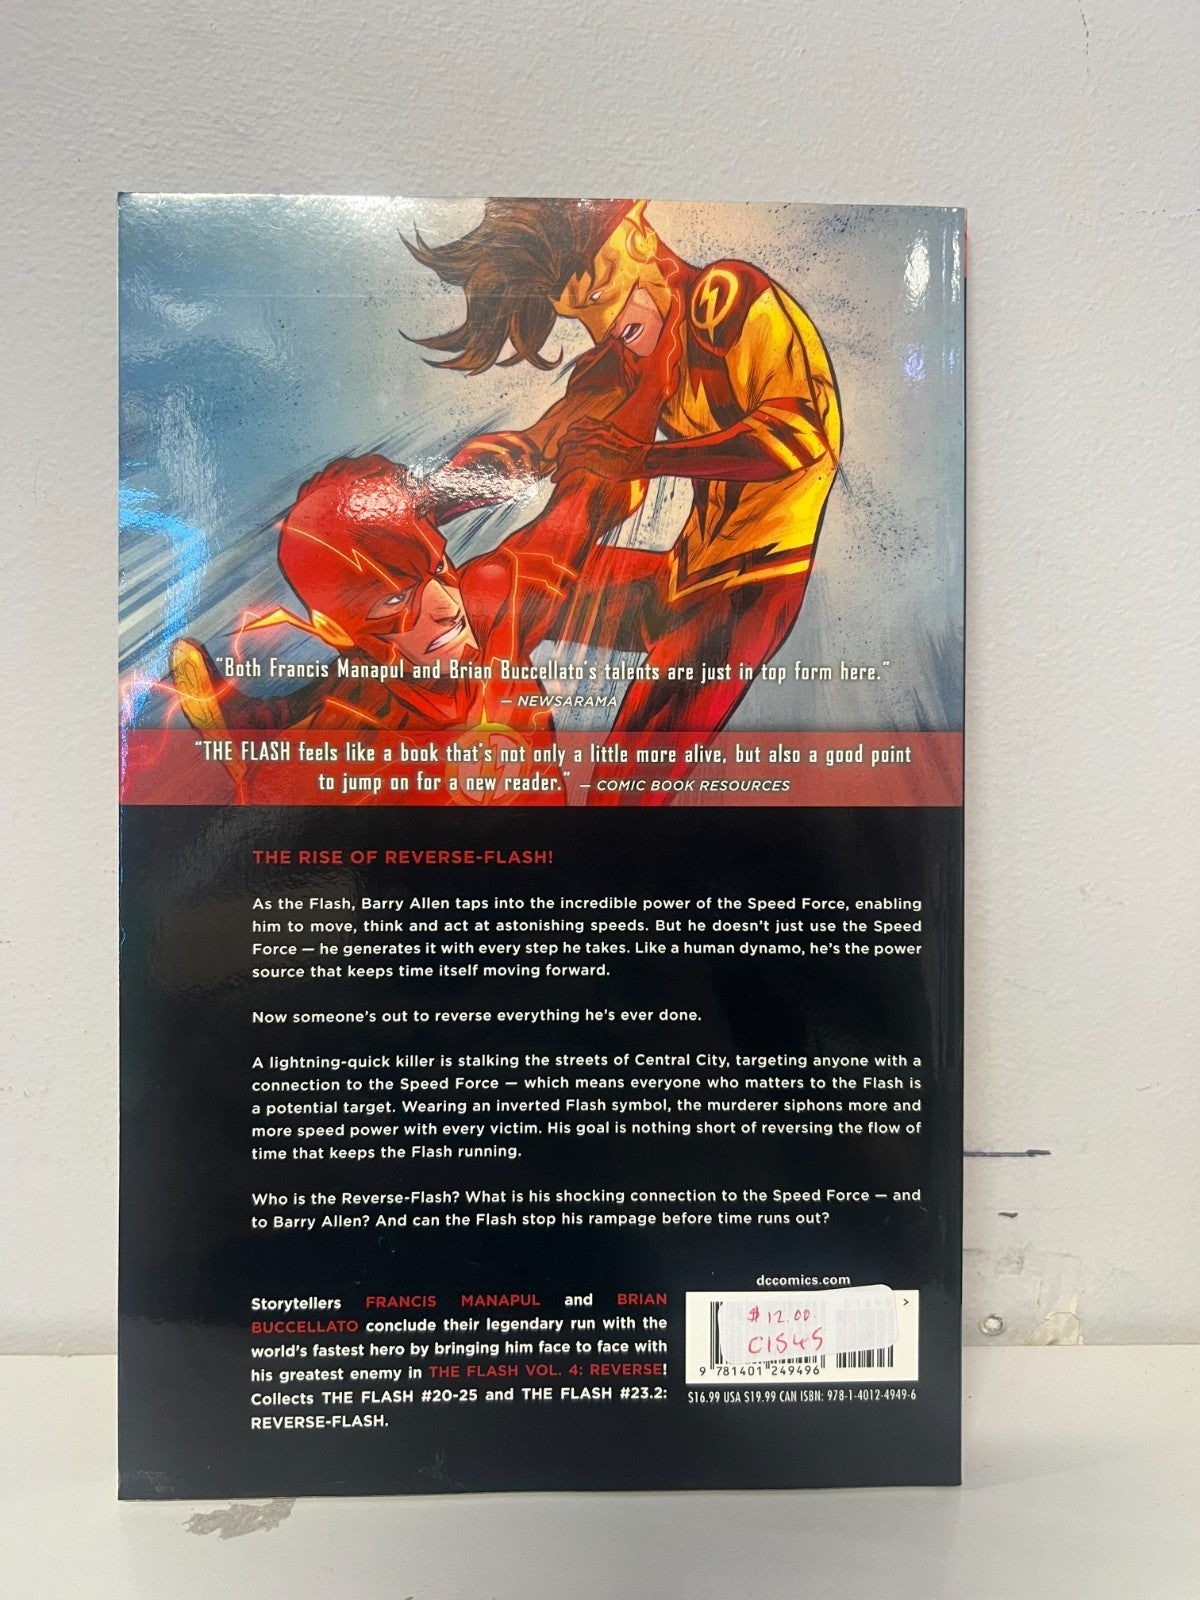 "Both Francis Manapul and Brian Buccellato's talents are just in top form here."
— NEWSARAMA
"THE FLASH feels like a book that's not only a little more alive, but also a good point
to jump on for a new reader." — COMIC BOOK RESOURCES
THE RISE OF REVERSE-FLASH!
As the Flash, Barry Allen taps into the incredible power of the Speed Force, enabling
him to move, think and act at astonishing speeds. But he doesn't just use the Speed
Force — he generates it with every step he takes. Like a human dynamo, he's the power
source that keeps time itself moving forward.
Now someone's out to reverse everything he's ever done.
A lightning-quick killer is stalking the streets of Central City, targeting anyone with a
connection to the Speed Force — which means everyone who matters to the Flash is
a potential target. Wearing an inverted Flash symbol, the murderer siphons more and
more speed power with every victim. His goal is nothing short of reversing the flow of
time that keeps the Flash running.
Who is the Reverse-Flash? What is his shocking connection to the Speed Force — and
to Barry Allen? And can the Flash stop his rampage before time runs out?
Storytellers FRANCIS MANAPUL and BRIAN
BUCCELLATO conclude their legendary run with the
world's fastest hero by bringing him face to face with
his greatest enemy in THE FLASH VOL. 4: REVERSE!
Collects THE FLASH #20-25 and THE FLASH #23.2:
REVERSE-FLASH.
dccomics.com
>
$12.00.
C1545
9 781401 249496
$16.99 USA $19.99 CAN ISBN: 978-1-4012-4949-6